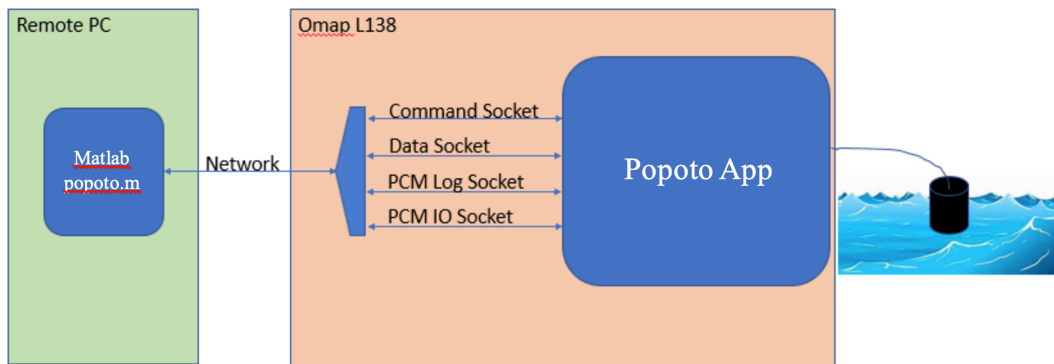 Remote PC
Omap L138
Matlab
popoto.m
Network
Command Socket
Data Socket
PCM Log Socket
PCM IO Socket
Popoto App